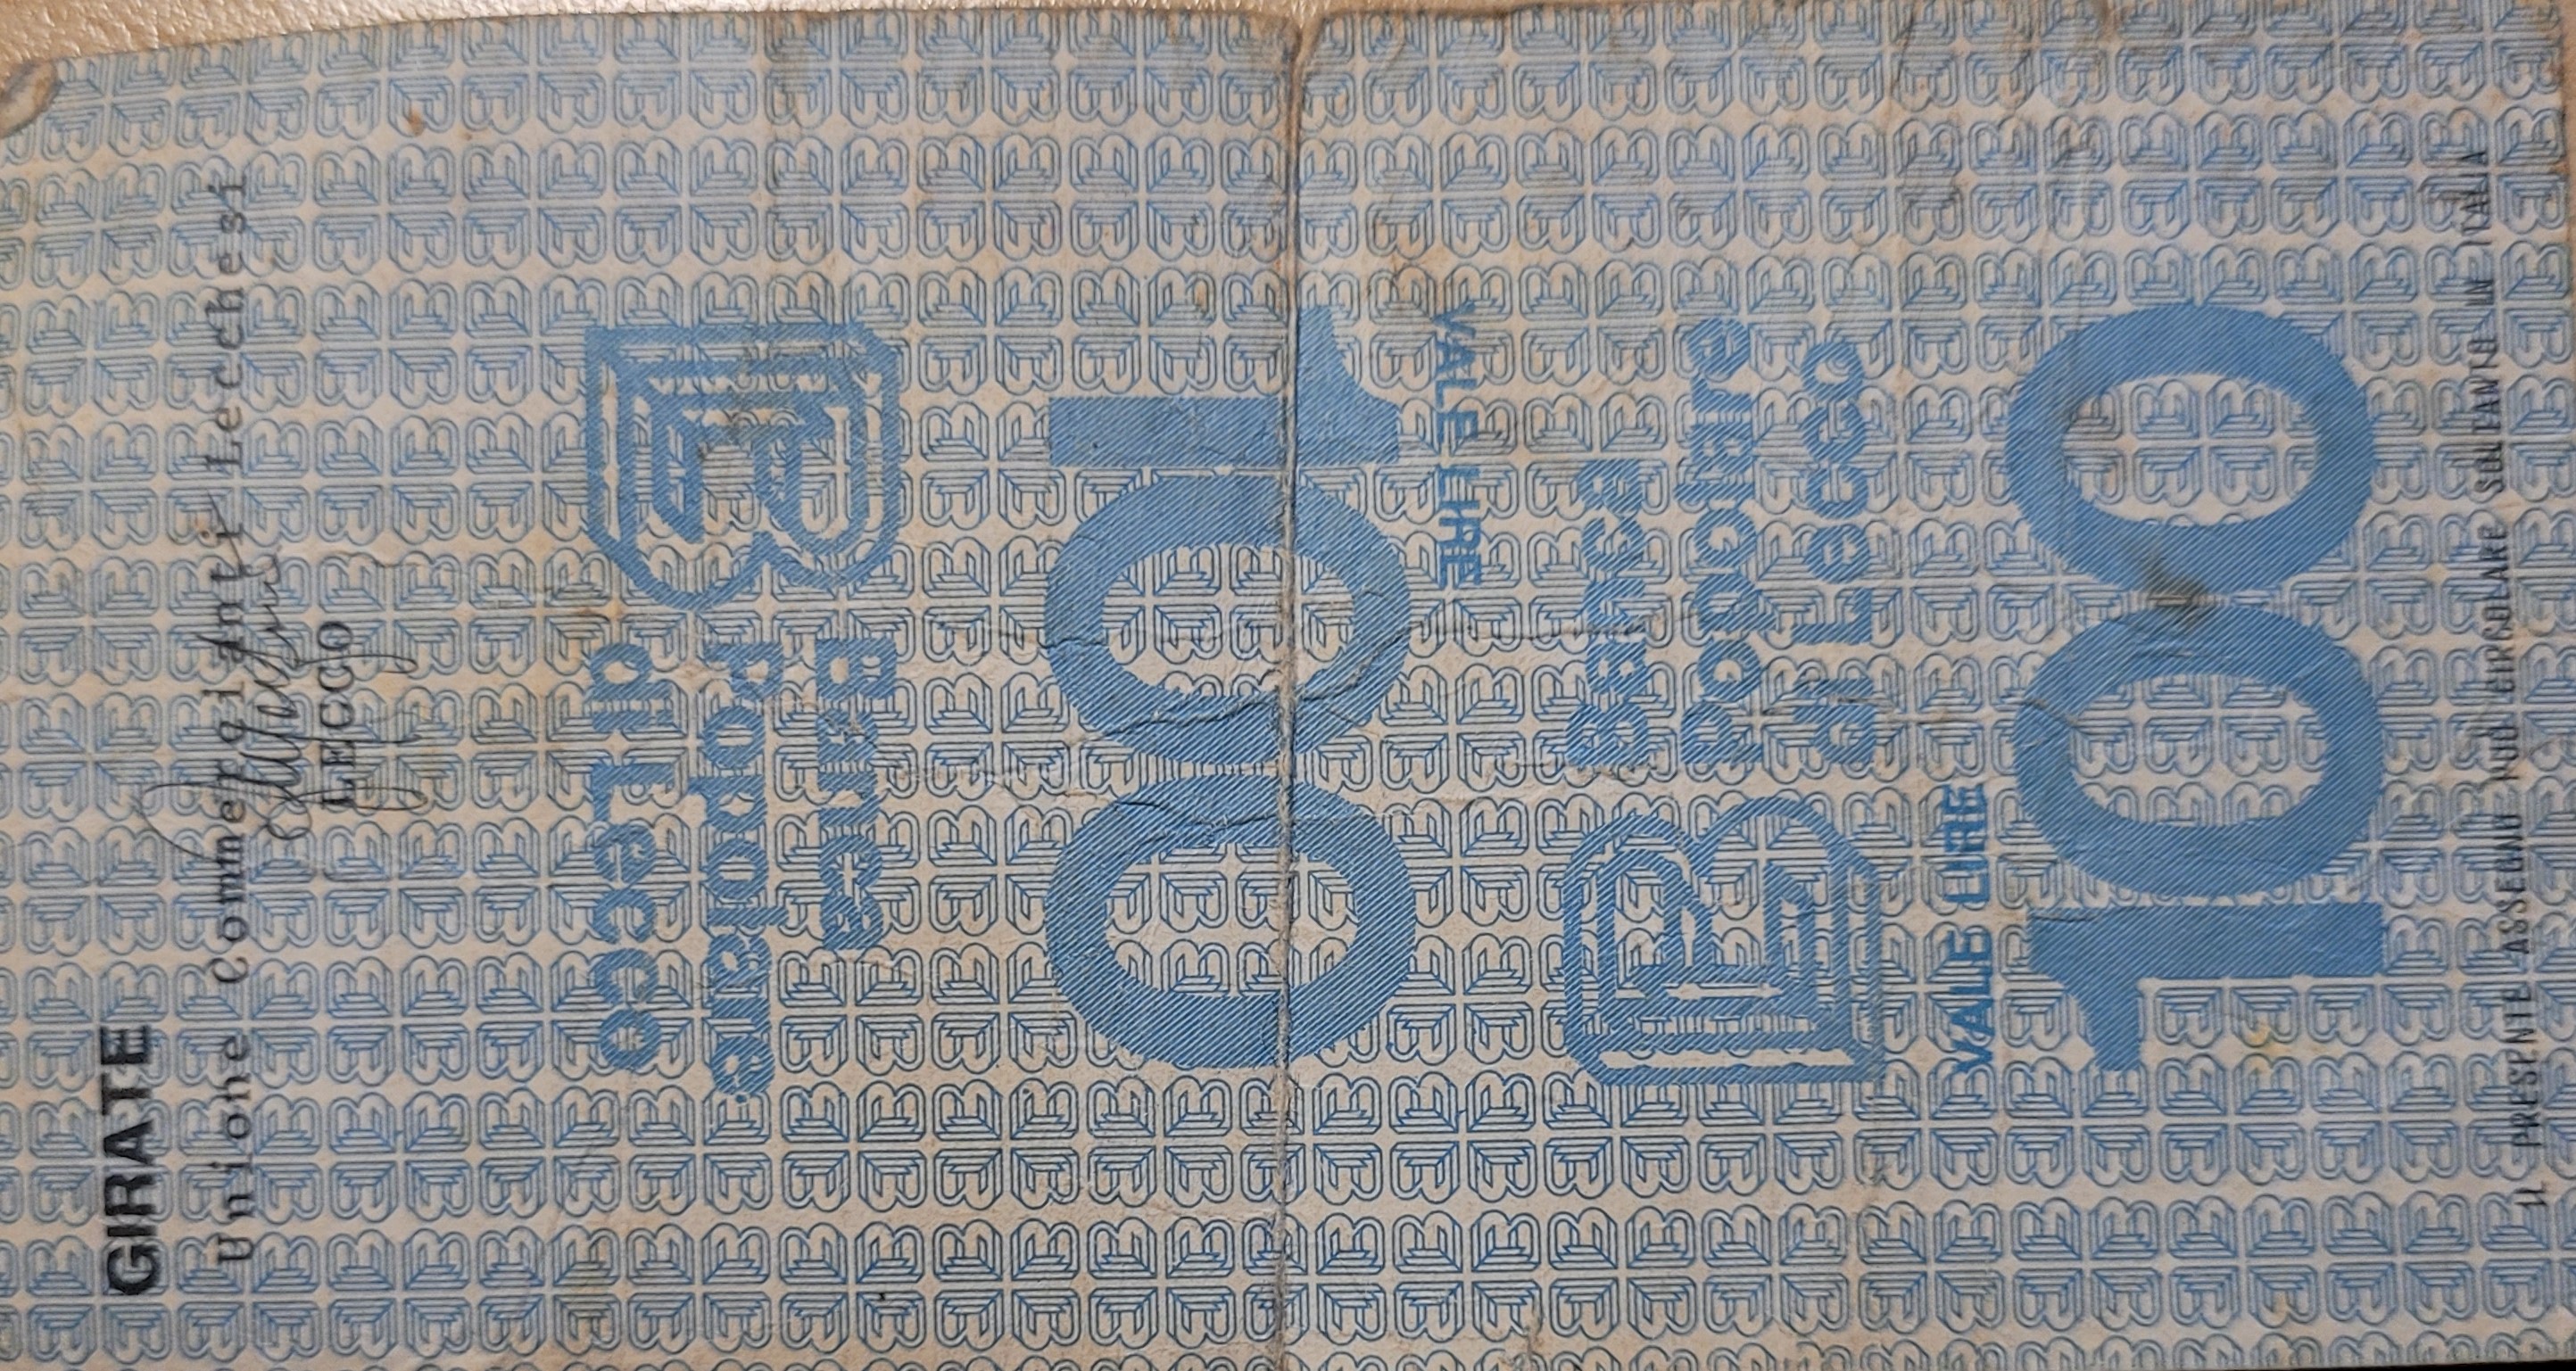 GIRATE
Unione Commercianti Lecchesi
LECCO
Banca
Popolare
di Lecco
100
VALE LIRE
Banca
Popolare
di Lecco
VALE LIRE
100
IL PRESENTE ASSEGNO PUÒ CIRCOLARE SOLTANTO IN ITALIA